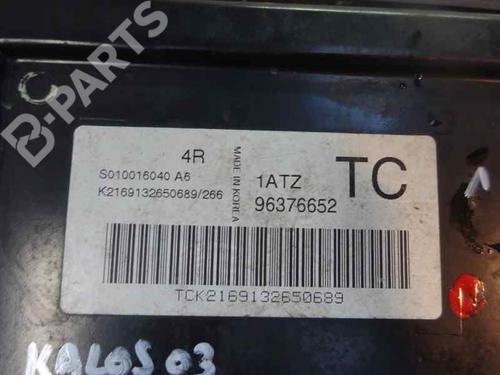 B-PARTS
4R
S010016040 A6
K2169132650689/266
MADE IN KOREA
1ATZ
96376652
TC
TCK2169132650689
KALOS 03